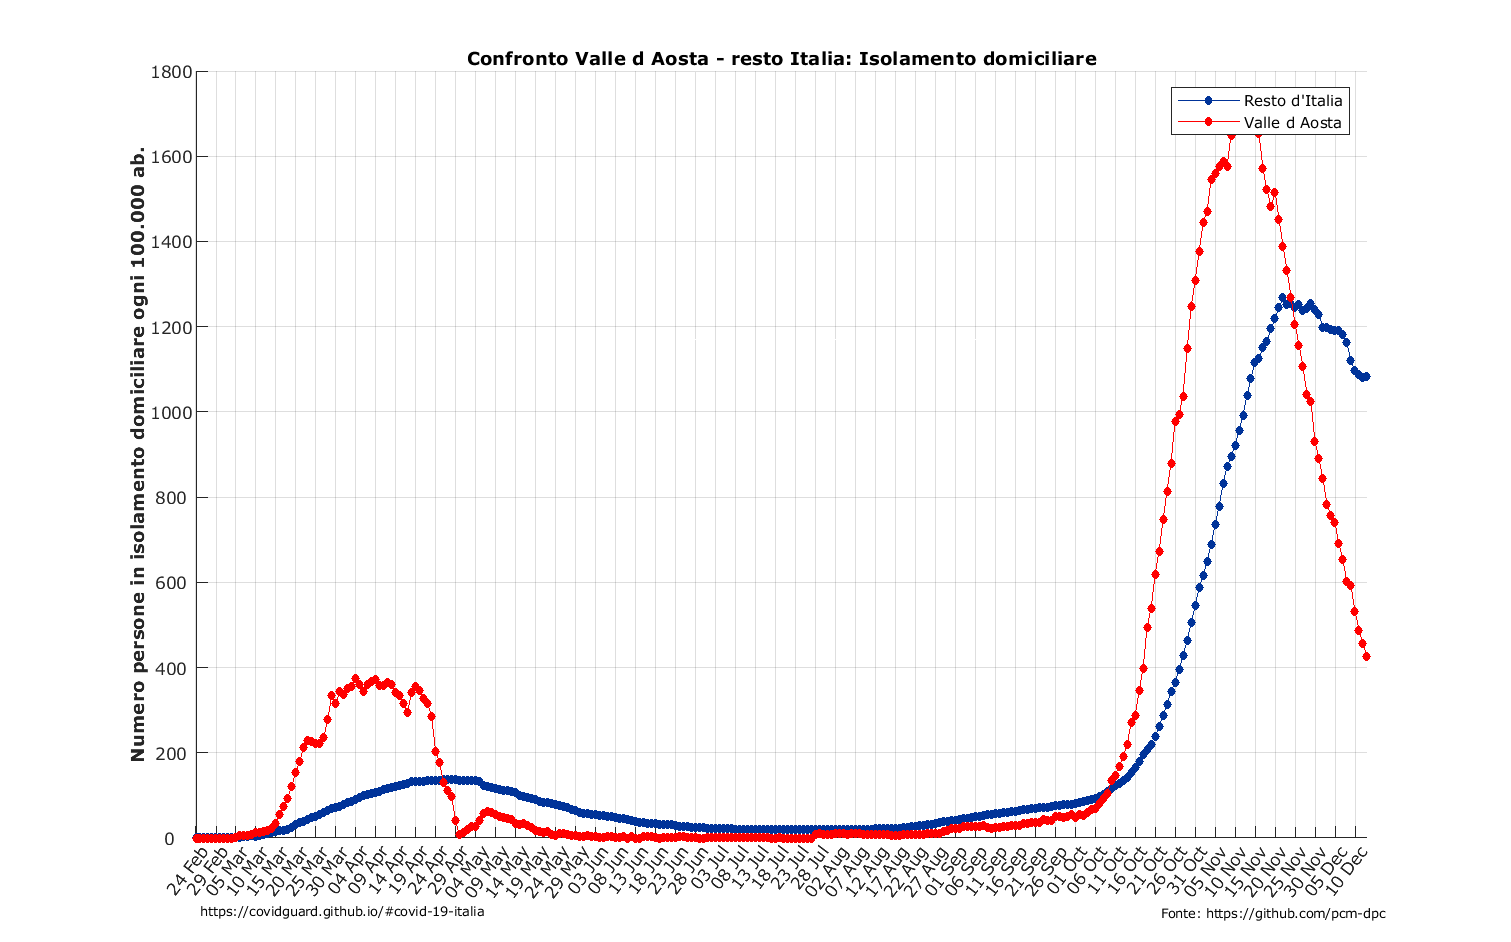 Confronto Valle d Aosta - resto Italia: Isolamento domiciliare
Numero persone in isolamento domiciliare ogni 100.000 ab.
1800
1600
1400
1200
1000
800
600
400
200
0
Resto d'Italia
Valle d Aosta
24 Feb
29 Feb
05 Mar
10 Mar
15 Mar
20 Mar
25 Mar
30 Mar
04 Apr
09 Apr
14 Apr
19 Apr
24 Apr
29 Apr
04 May
09 May
14 May
19 May
24 May
29 May
03 Jun
08 Jun
13 Jun
18 Jun
23 Jun
28 Jun
03 Jul
08 Jul
13 Jul
18 Jul
23 Jul
28 Jul
02 Aug
07 Aug
12 Aug
17 Aug
22 Aug
27 Aug
01 Sep
06 Sep
11 Sep
16 Sep
21 Sep
26 Sep
01 Oct
06 Oct
11 Oct
16 Oct
21 Oct
26 Oct
31 Oct
05 Nov
10 Nov
15 Nov
20 Nov
25 Nov
30 Nov
05 Dec
10 Dec
https://covidguard.github.io/#covid-19-italia
Fonte: https://github.com/pcm-dpc